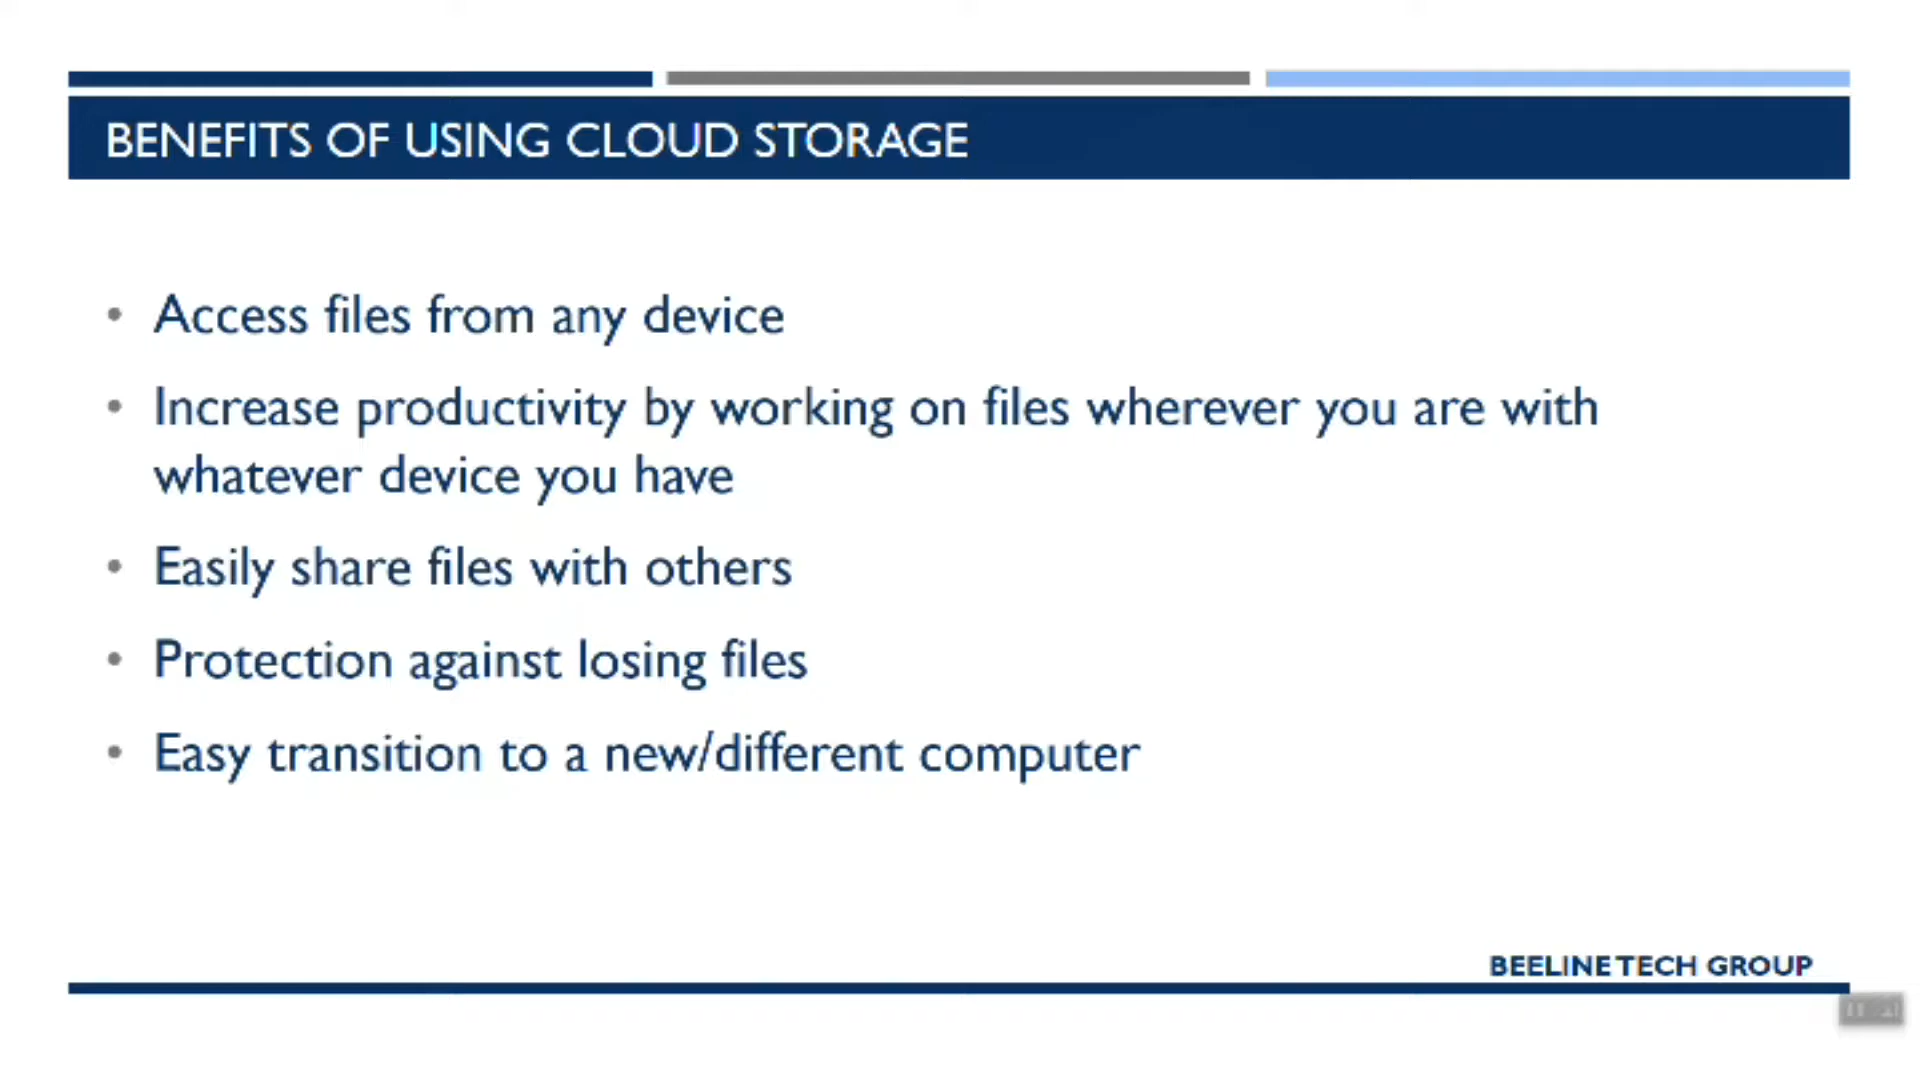 BENEFITS OF USING CLOUD STORAGE
• Access files from any device
• Increase productivity by working on files wherever you are with
whatever device you have
• Easily share files with others
• Protection against losing files
• Easy transition to a new/different computer
BEELINE TECH GROUP